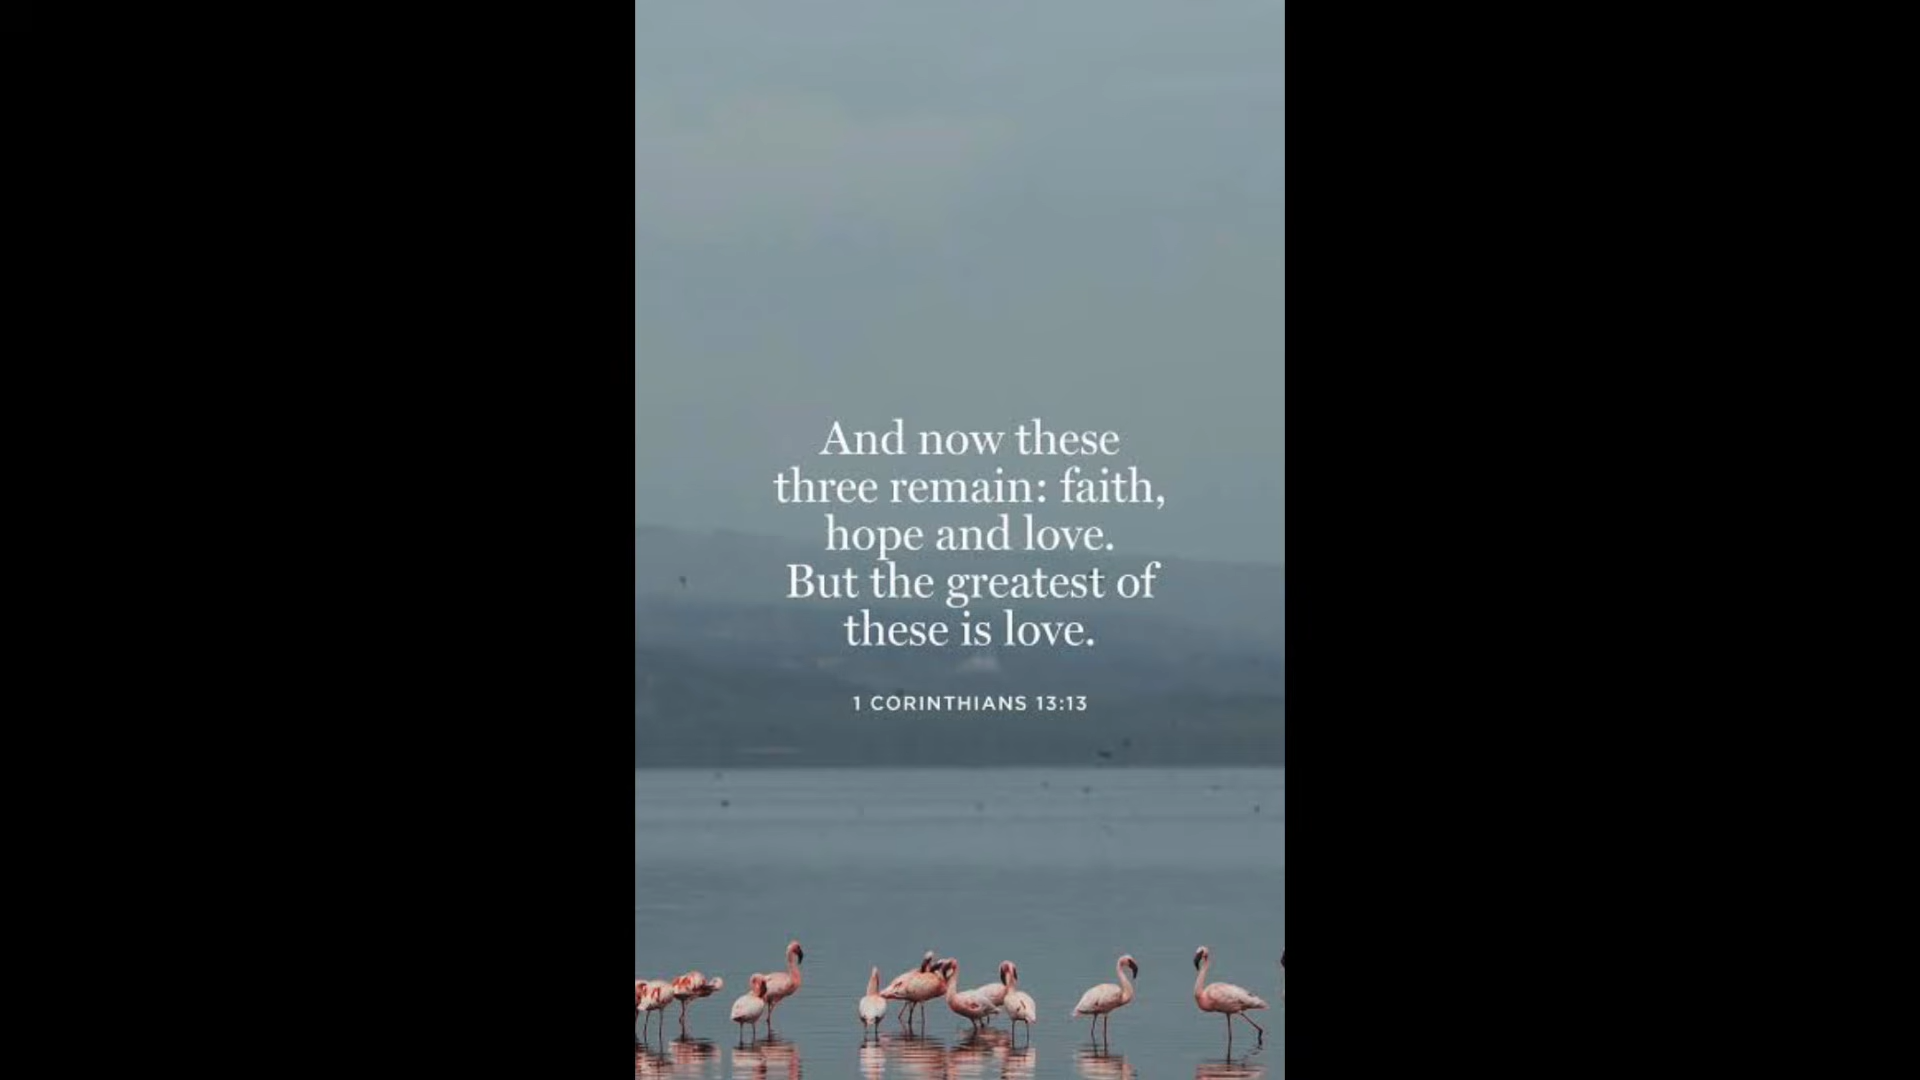 And now these
three remain: faith,
hope and love.
But the greatest of
these is love.
1 CORINTHIANS 13:13